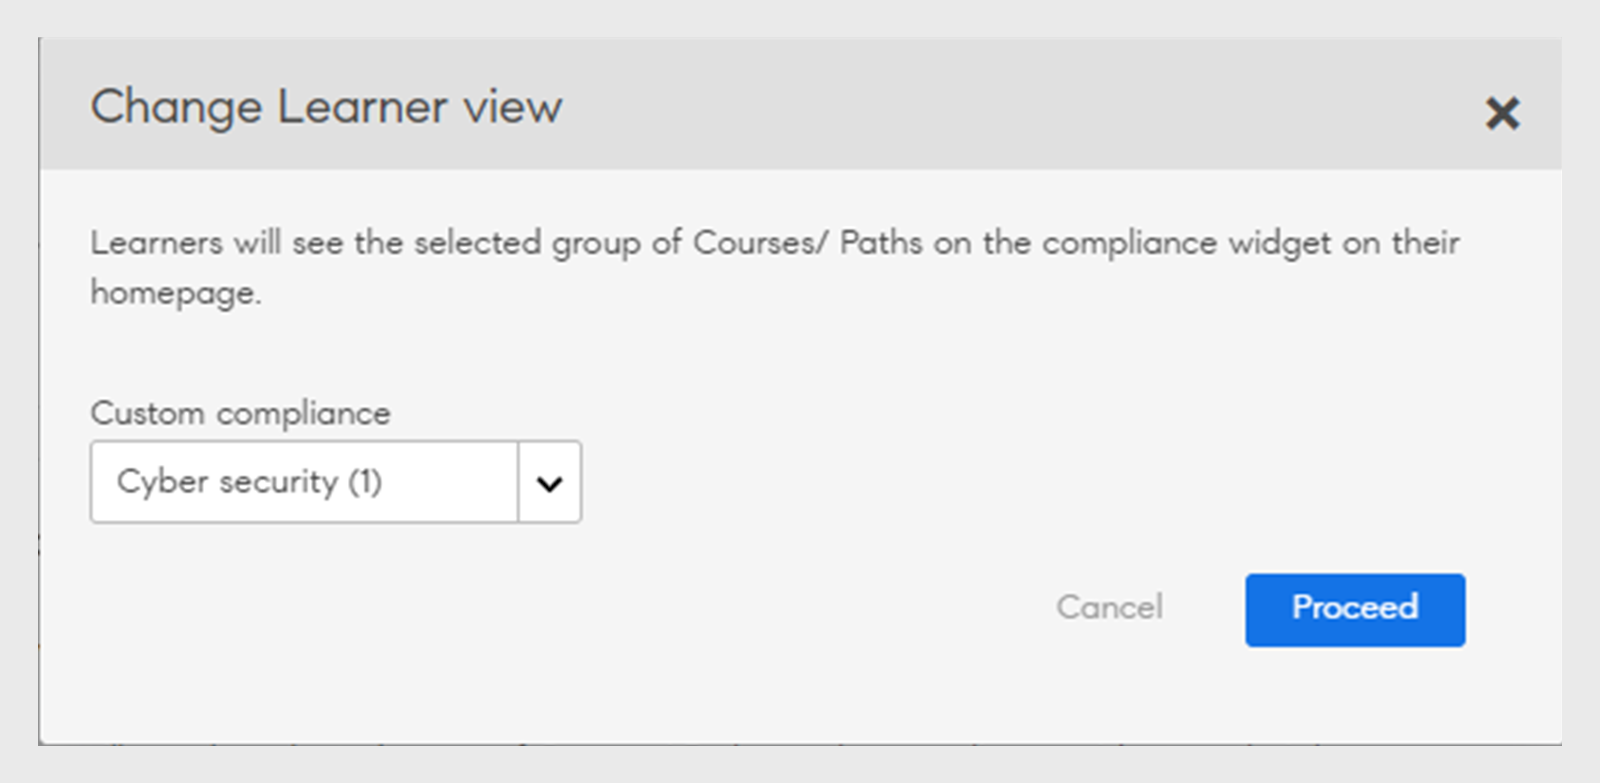 Change Learner view
Learners will see the selected group of Courses/ Paths on the compliance widget on their
homepage.
Custom compliance
Cyber security (1)
Cancel
Proceed